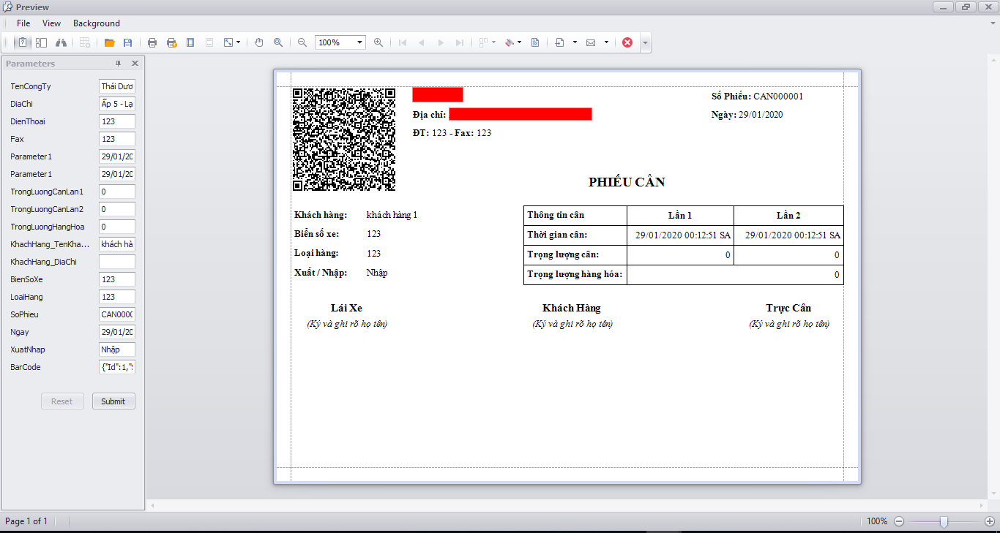 Preview
File View Background
100%
Parameters
TenCongTy Thái Dươ
DiaChi Ấp 5 - Lạ
DienThoai 123
Fax 123
Parameter1 29/01/20
Parameter1 29/01/20
TrongLuongCanLan1 0
TrongLuongCanLan2 0
TrongLuongHangHoa 0
KhachHang_TenKha... khách hà
KhachHang_DiaChi
BienSoXe 123
LoaiHang 123
SoPhieu CAN000
Ngay 29/01/20
XuatNhap Nhập
BarCode {"Id":1,"
Reset Submit
Số Phiếu: CAN000001
Địa chỉ:
Ngày: 29/01/2020
ĐT: 123 - Fax: 123
PHIẾU CÂN
Khách hàng: khách hàng 1
Biển số xe: 123
Loại hàng: 123
Xuất / Nhập: Nhập
Thông tin cân Lần 1 Lần 2
Thời gian cân: 29/01/2020 00:12:51 SA 29/01/2020 00:12:51 SA
Trọng lượng cân: 0 0
Trọng lượng hàng hóa: 0
Lái Xe Khách Hàng Trực Cân
(Ký và ghi rõ họ tên) (Ký và ghi rõ họ tên) (Ký và ghi rõ họ tên)
Page 1 of 1 100%